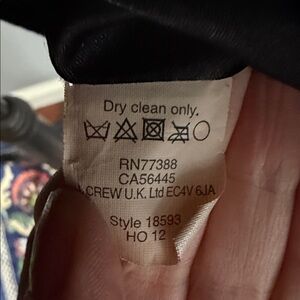 Dry clean only.
RN77388
CA56445
CREW U.K. Ltd EC4V 6JA
Style 18593
HO 12